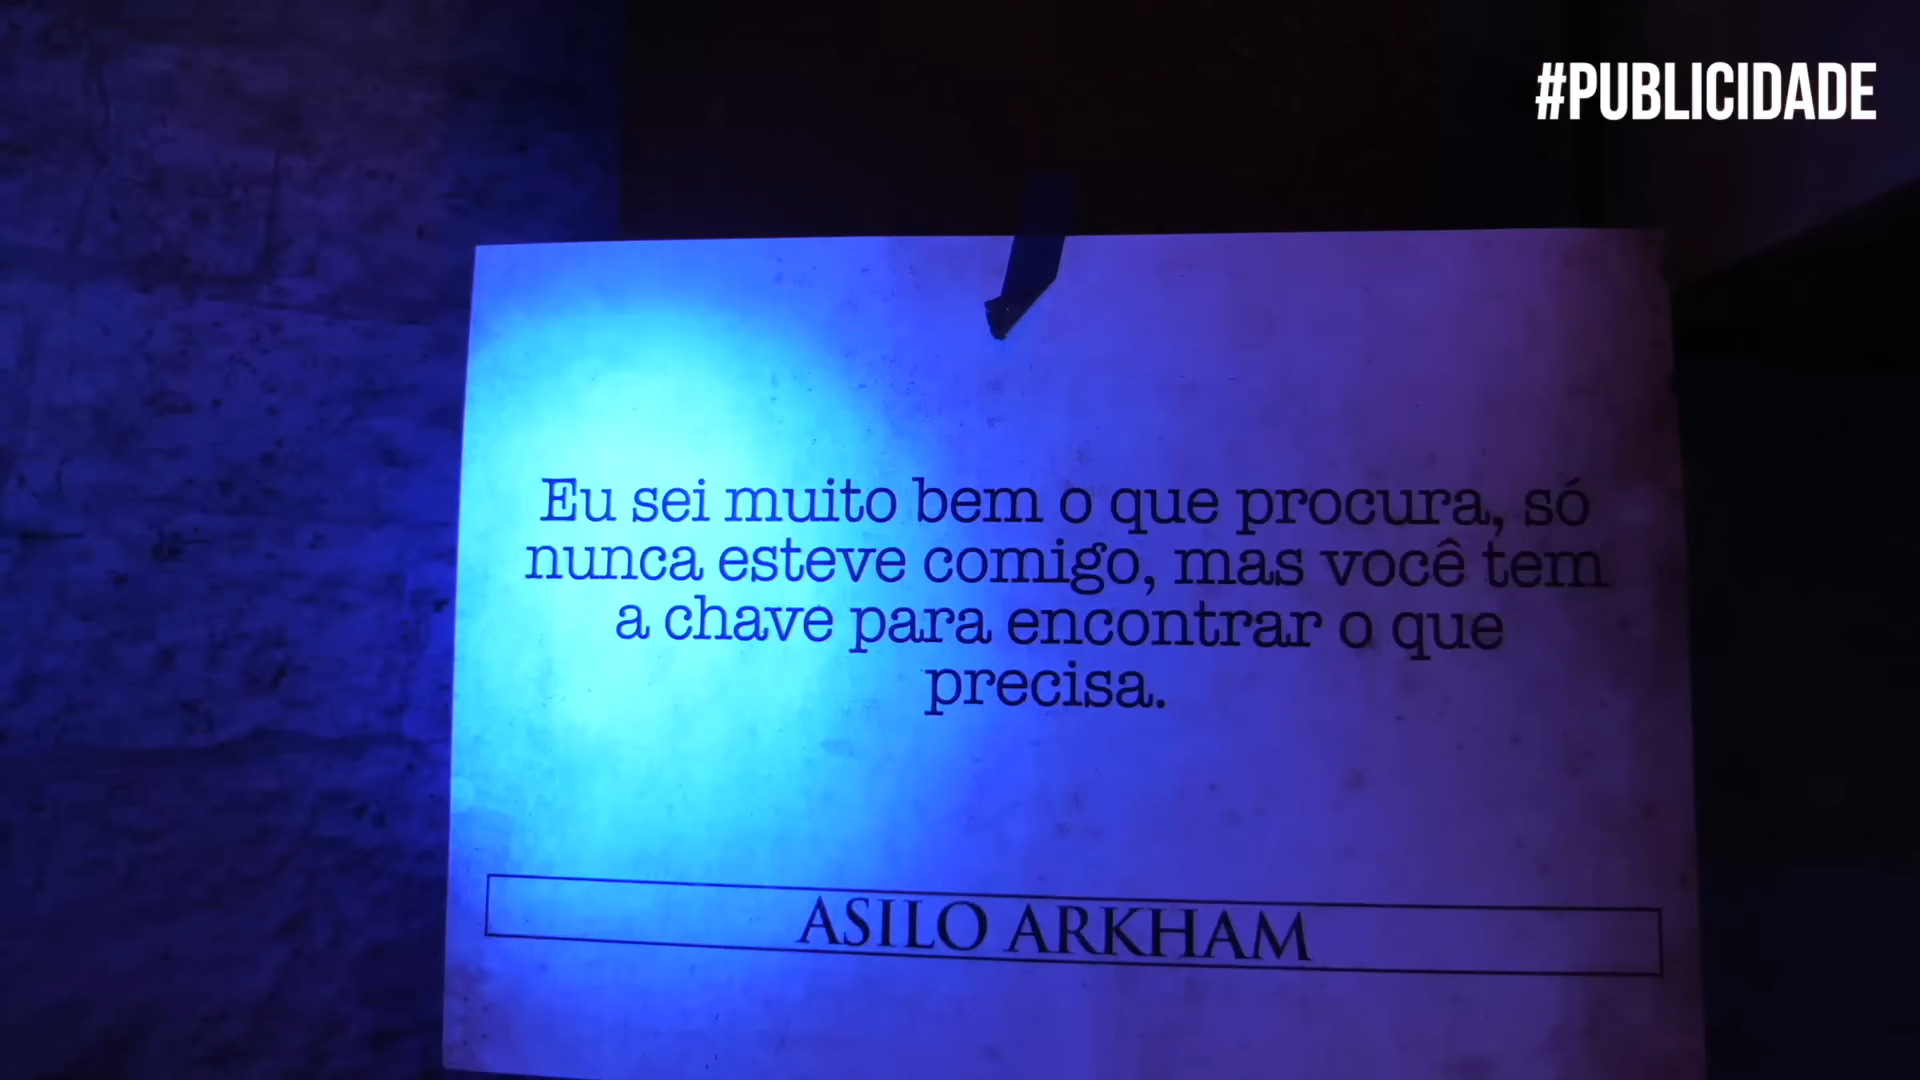 #PUBLICIDADE
Eu sei muito bem o que procura, só
nunca esteve comigo, mas você tem
a chave para encontrar o que
precisa.
ASILO ARKHAM